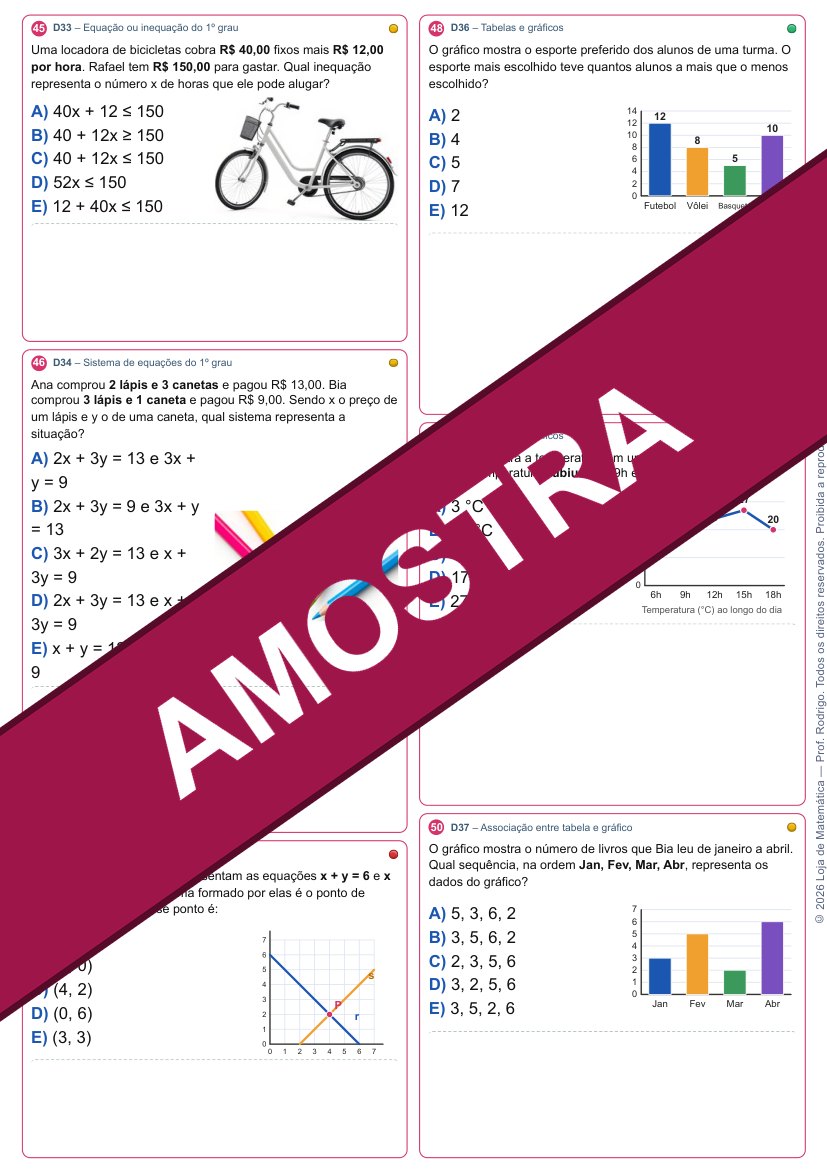 45 D33 – Equação ou inequação do 1º grau
Uma locadora de bicicletas cobra R$ 40,00 fixos mais R$ 12,00
por hora. Rafael tem R$ 150,00 para gastar. Qual inequação
representa o número x de horas que ele pode alugar?
A) 40x + 12 ≤ 150
B) 40 + 12x ≥ 150
C) 40 + 12x ≤ 150
D) 52x ≤ 150
E) 12 + 40x ≤ 150
46 D34 – Sistema de equações do 1º grau
Ana comprou 2 lápis e 3 canetas e pagou R$ 13,00. Bia
comprou 3 lápis e 1 caneta e pagou R$ 9,00. Sendo x o preço de
um lápis e y o de uma caneta, qual sistema representa a
situação?
A) 2x + 3y = 13 e 3x +
y = 9
B) 2x + 3y = 9 e 3x + y
= 13
C) 3x + 2y = 13 e x +
3y = 9
D) 2x + 3y = 13 e x +
3y = 9
E) x + y =
9
as equações x + y = 6 e x
formado por elas é o ponto de
ponto é:
(4, 2)
D) (0, 6)
E) (3, 3)
7
6
5
4
3
2
1
0
s
P
r
0 1 2 3 4 5 6 7
48 D36 – Tabelas e gráficos
O gráfico mostra o esporte preferido dos alunos de uma turma. O
esporte mais escolhido teve quantos alunos a mais que o menos
escolhido?
A) 2
B) 4
C) 5
D) 7
E) 12
14
12
10
8
6
4
2
0
12
8
5
10
Futebol Vôlei
3 °C
D) 17
E)
20
0
6h 9h 12h 15h 18h
Temperatura (°C) ao longo do dia
50 D37 – Associação entre tabela e gráfico
O gráfico mostra o número de livros que Bia leu de janeiro a abril.
Qual sequência, na ordem Jan, Fev, Mar, Abr, representa os
dados do gráfico?
A) 5, 3, 6, 2
B) 3, 5, 6, 2
C) 2, 3, 5, 6
D) 3, 2, 5, 6
E) 3, 5, 2, 6
7
6
5
4
3
2
1
0
Jan Fev Mar Abr
AMOSTRA
© 2026 Loja de Matemática — Prof. Rodrigo. Todos os direitos reservados. Proibida a